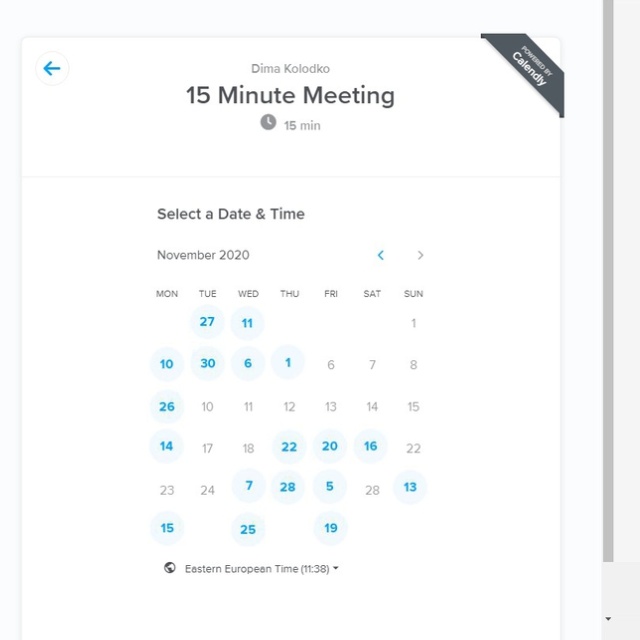 POWERED BY
Calendly
Dima Kolodko
15 Minute Meeting
15 min
Select a Date & Time
November 2020
MON TUE WED THU FRI SAT SUN
27 11 1
10 30 6 1 6 7 8
26 10 11 12 13 14 15
14 17 18 22 20 16 22
23 24 7 28 5 28 13
15 25 19
Eastern European Time (11:38)